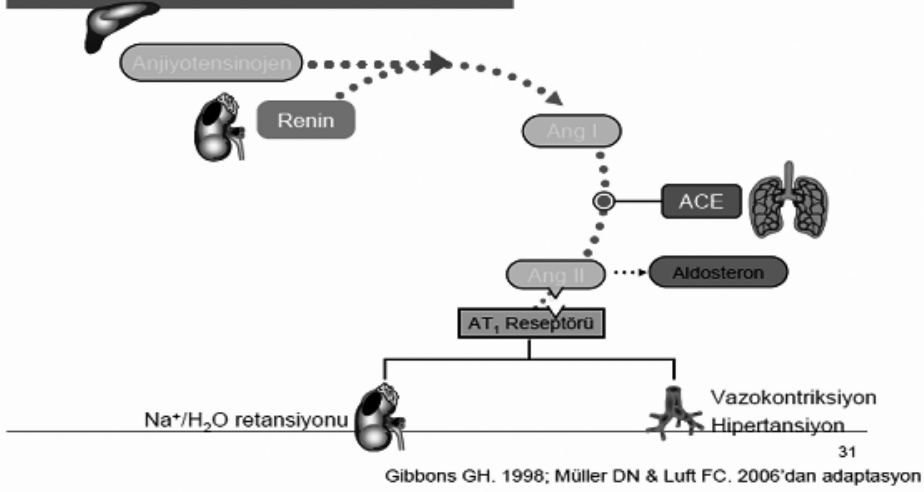 Anjiyotensinojen
Renin
Ang I
ACE
Ang II
Aldosteron
AT₁ Reseptörü
Na⁺/H₂O retansiyonu
Vazokontriksiyon
Hipertansiyon
31
Gibbons GH. 1998; Müller DN & Luft FC. 2006'dan adaptasyon